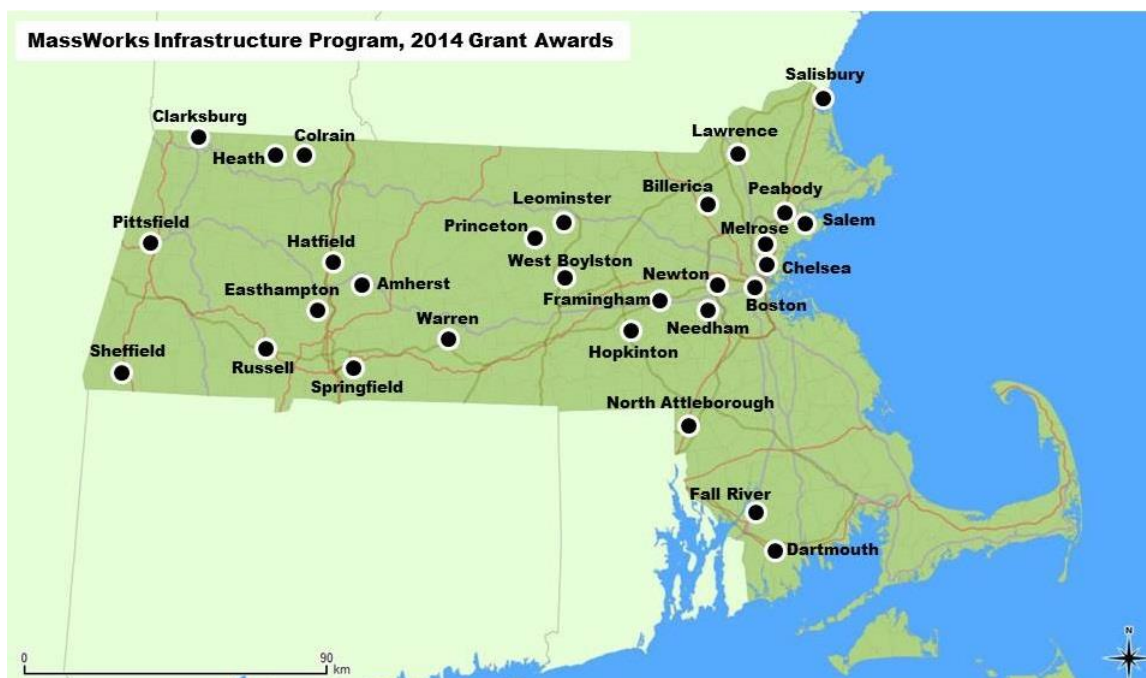 MassWorks Infrastructure Program, 2014 Grant Awards
Salisbury
Clarksburg
Colrain
Lawrence
Heath
Billerica
Peabody
Leominster
Pittsfield
Princeton
Salem
Melrose
Hatfield
West Boylston
Chelsea
Newton
Amherst
Easthampton
Framingham
Boston
Warren
Needham
Sheffield
Hopkinton
Russell
Springfield
North Attleborough
Fall River
Dartmouth
N
0
90
km